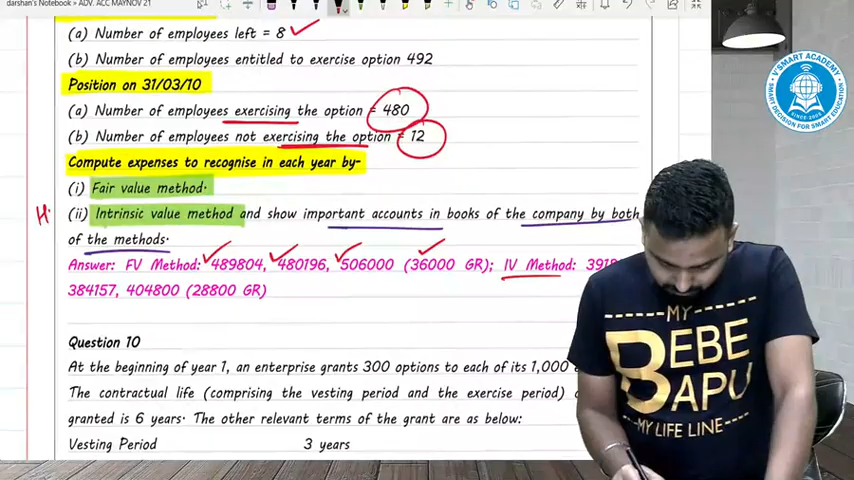 darshan's Notebook > ADV. ACC MAYNOV 21
(a) Number of employees left = 8
(b) Number of employees entitled to exercise option 492
Position on 31/03/10
(a) Number of employees exercising the option = 480
(b) Number of employees not exercising the option = 12
Compute expenses to recognise in each year by-
(i) Fair value method.
H.
(ii) Intrinsic value method and show important accounts in books of the company by both
of the methods.
Answer: FV Method: 489804, 480196, 506000 (36000 GR); IV Method:
384157, 404800 (28800 GR)
Question 10
At the beginning of year 1, an enterprise grants 300 options to each of its 1,000
The contractual life (comprising the vesting period and the exercise period)
granted is 6 years. The other relevant terms of the grant are as below:
Vesting Period 3 years
V'SMART ACADEMY
SINCE-2003
SMART DECISION FOR SMART EDUCATION
MY
BEBE
BAPU
MY LIFE LINE